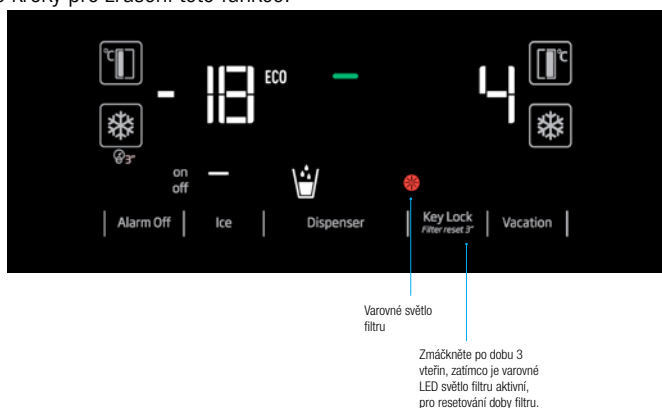 kroky pro zrušení této funkce.
°C
- 18 ECO
4
°C
3"
on
off
Alarm Off
Ice
Dispenser
Key Lock
Filter reset 3"
Vacation
Varovné světlo
filtru
Zmáčkněte po dobu 3
vteřin, zatímco je varovné
LED světlo filtru aktivní,
pro resetování doby filtru.